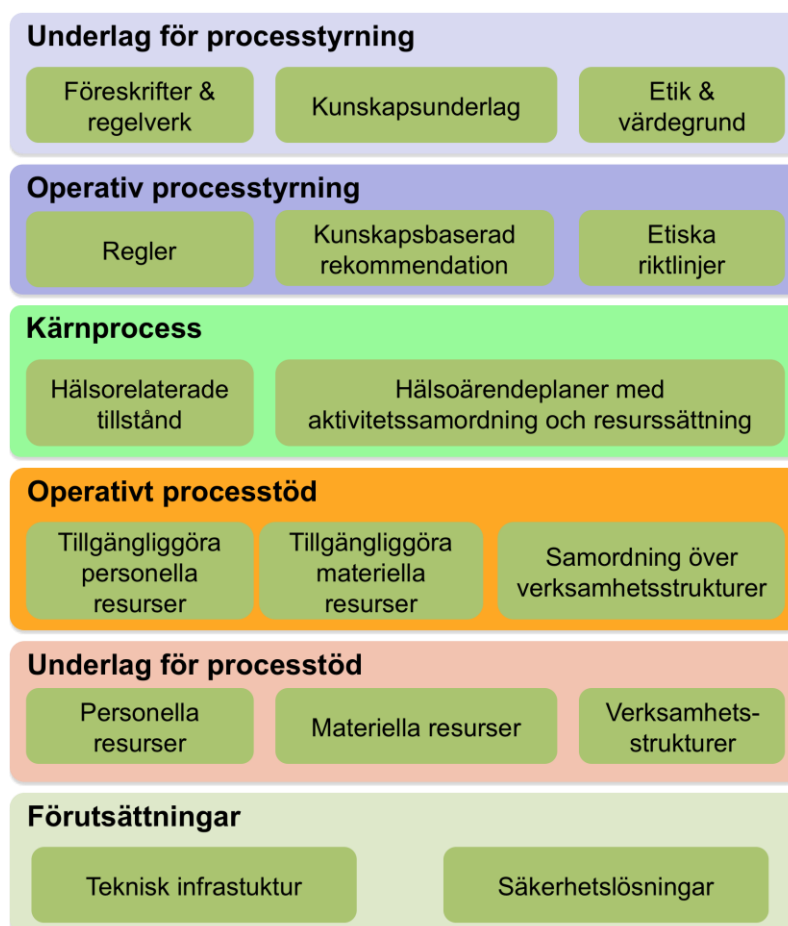 Underlag för processtyrning
Föreskrifter &
regelverk
Kunskapsunderlag
Etik &
värdegrund
Operativ processtyrning
Regler
Kunskapsbaserad
rekommendation
Etiska
riktlinjer
Kärnprocess
Hälsorelaterade
tillstånd
Hälsoärendeplaner med
aktivitetssamordning och resurssättning
Operativt processtöd
Tillgängliggöra
personella
resurser
Tillgängliggöra
materiella
resurser
Samordning över
verksamhetsstrukturer
Underlag för processtöd
Personella
resurser
Materiella resurser
Verksamhets-
strukturer
Förutsättningar
Teknisk infrastuktur
Säkerhetslösningar